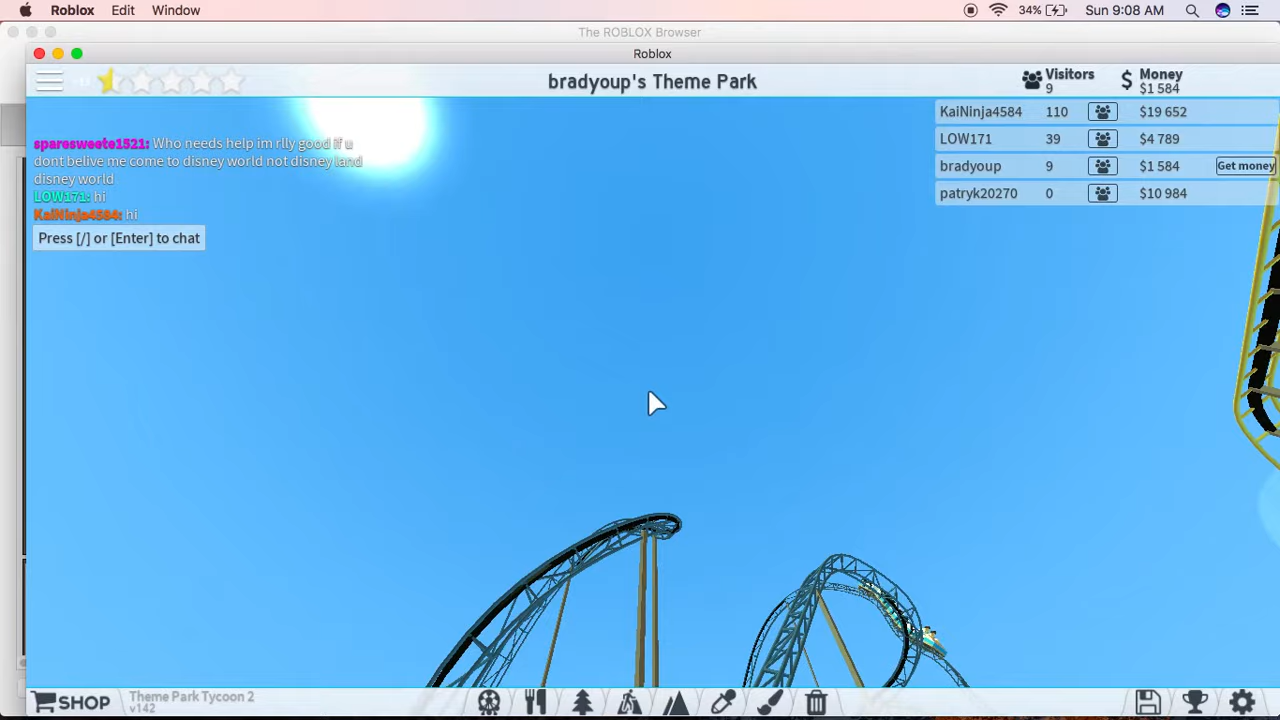 Roblox Edit Window 34% Sun 9:08 AM
The ROBLOX Browser
Roblox
bradyoup's Theme Park
Visitors
9
Money
$1 584
KaiNinja4584 110 $19 652
LOW171 39 $4 789
bradyoup 9 $1 584 Get money
patryk20270 0 $10 984
sparesweete1521: Who needs help im rlly good if u
dont belive me come to disney world not disney land
disney world
LOW171: hi
KaiNinja4584: hi
Press [/] or [Enter] to chat
SHOP
Theme Park Tycoon 2
v142